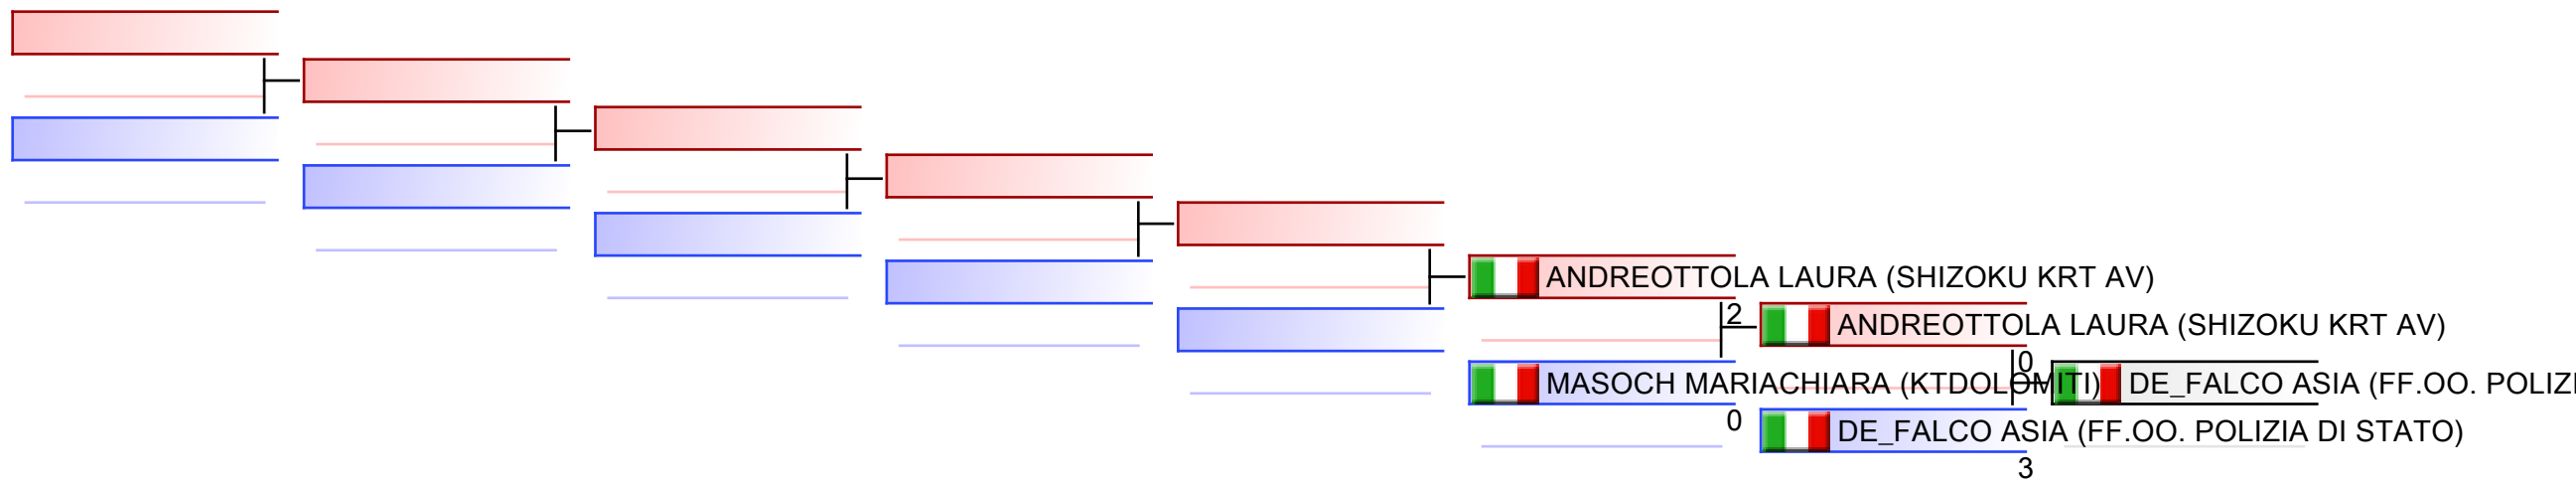 ANDREOTTOLA LAURA (SHIZOKU KRT AV)
2
ANDREOTTOLA LAURA (SHIZOKU KRT AV)
0
MASOCH MARIACHIARA (KTDOLOMITI)
DE_FALCO ASIA (FF.OO. POLIZI
0
DE_FALCO ASIA (FF.OO. POLIZIA DI STATO)
3